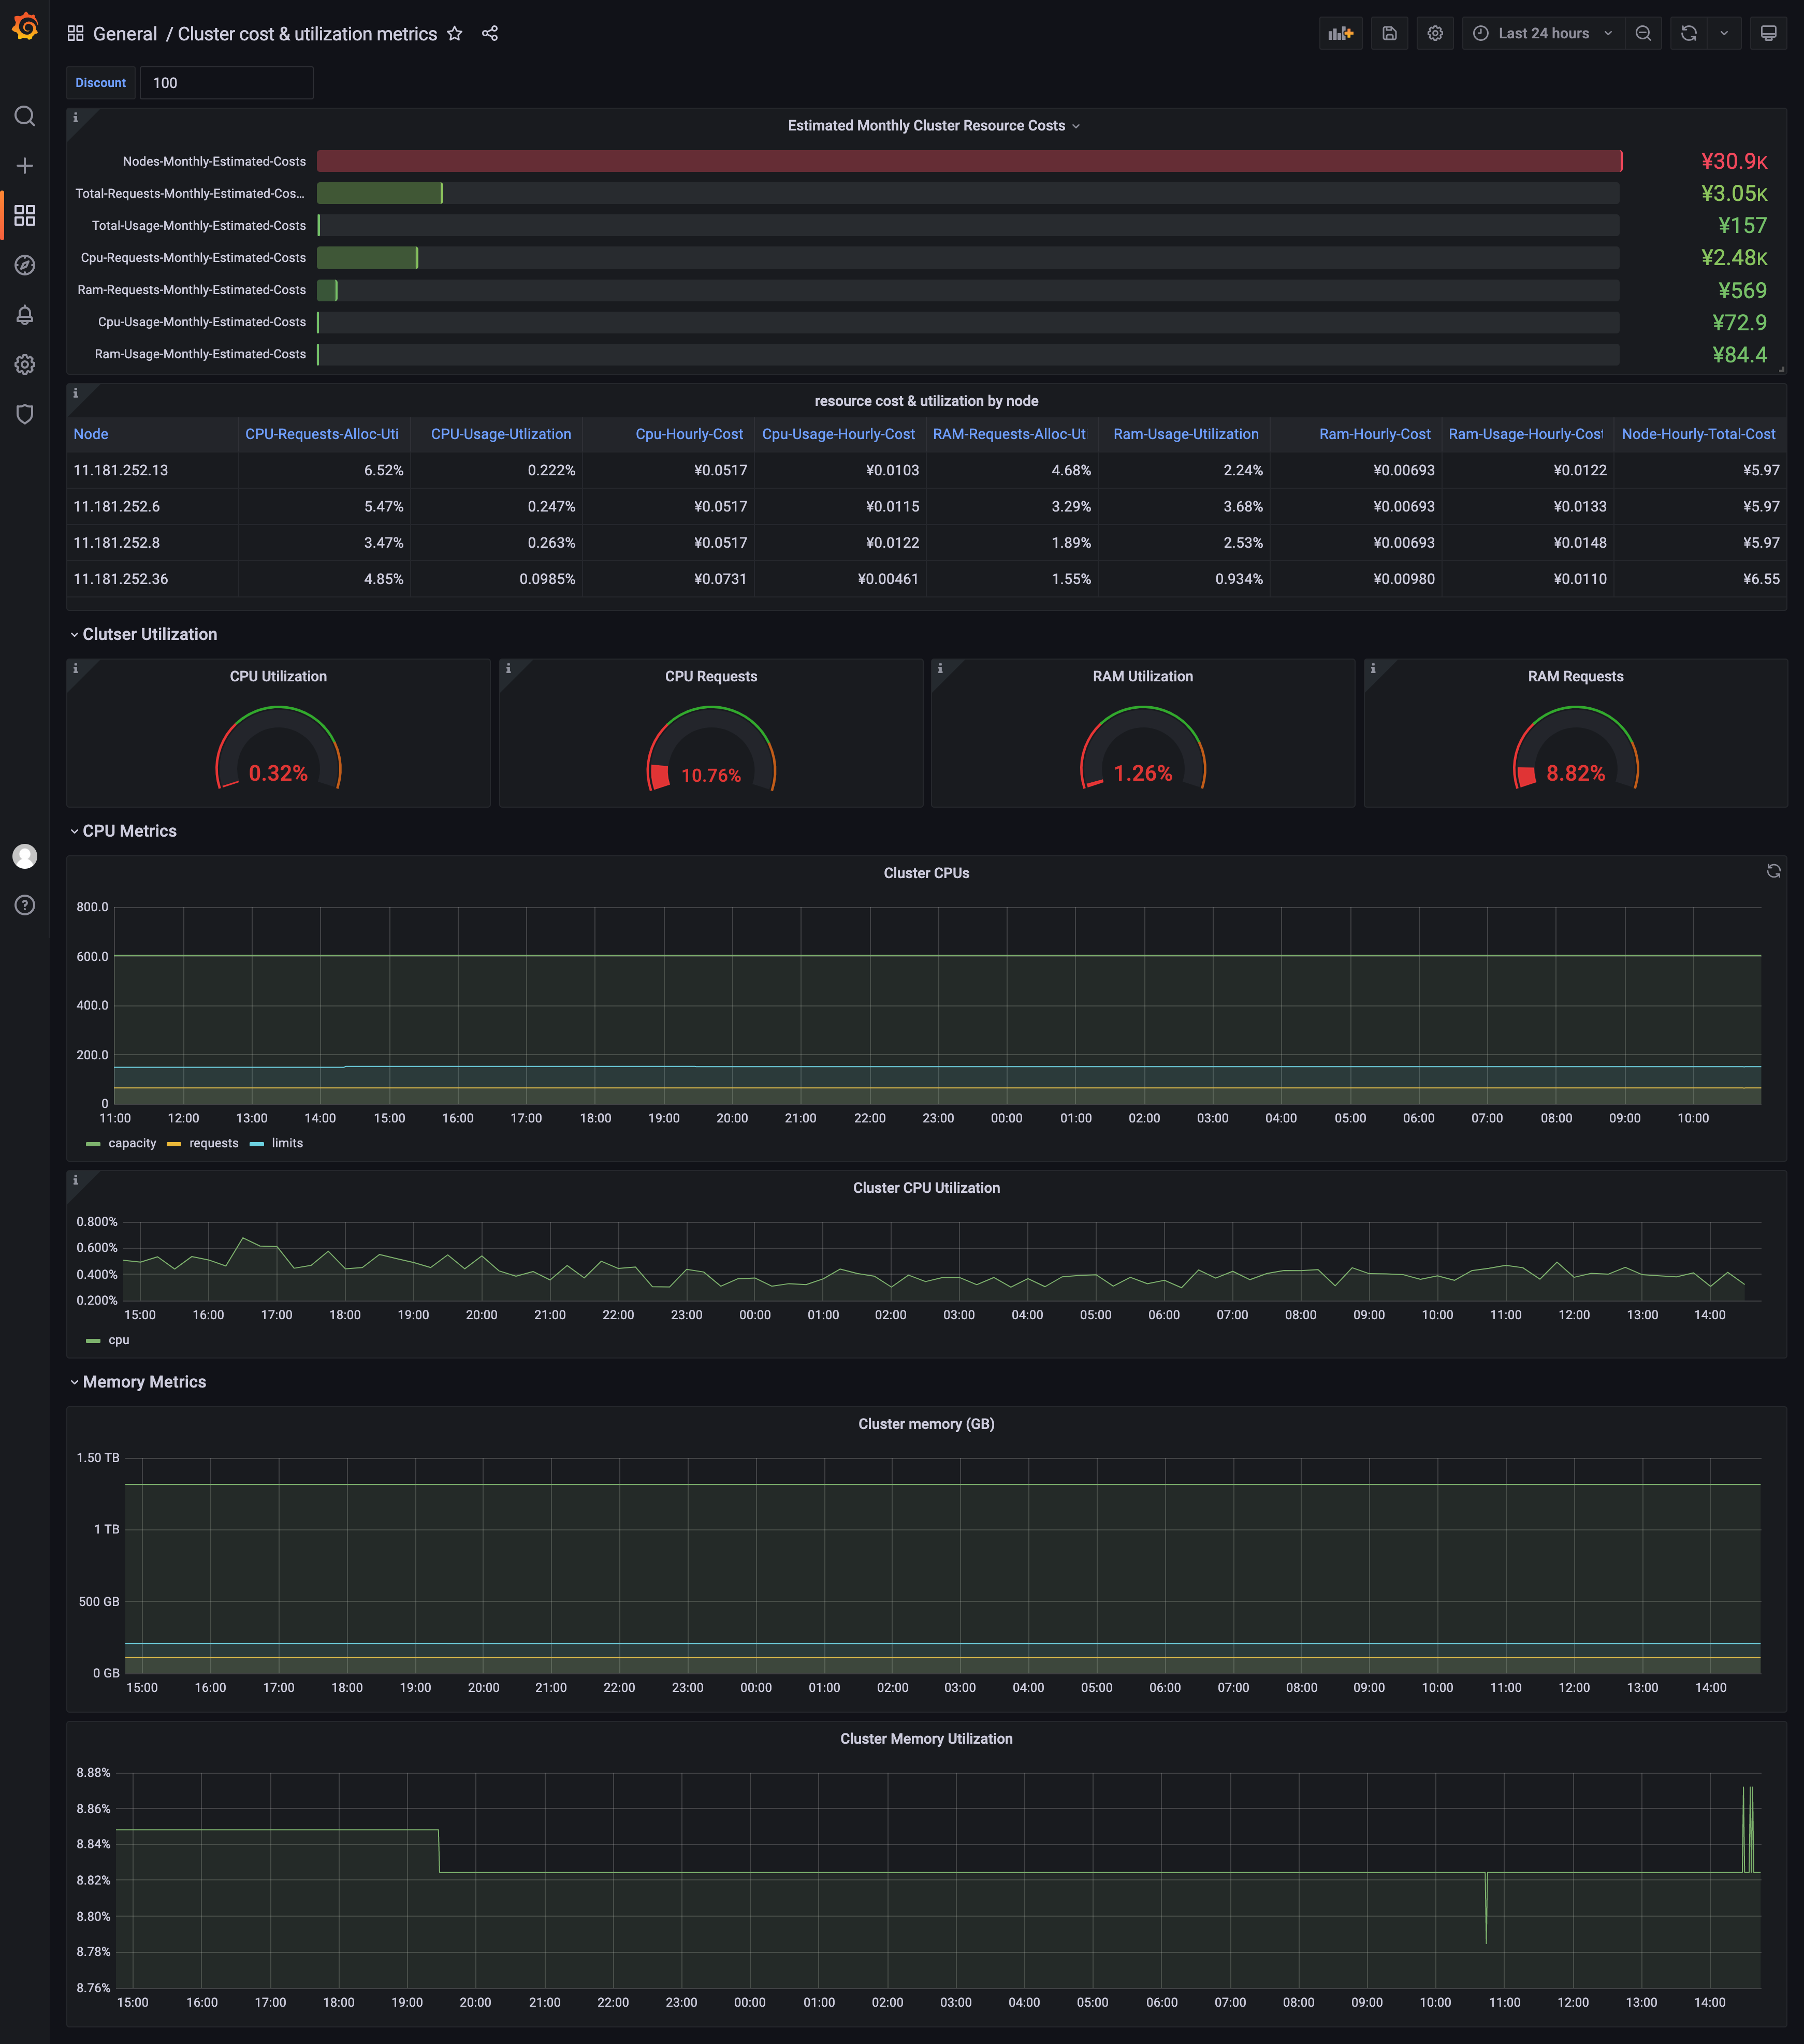 General / Cluster cost & utilization metrics
Last 24 hours
Discount 100
Estimated Monthly Cluster Resource Costs
Nodes-Monthly-Estimated-Costs ¥30.9K
Total-Requests-Monthly-Estimated-Cos... ¥3.05K
Total-Usage-Monthly-Estimated-Costs ¥157
Cpu-Requests-Monthly-Estimated-Costs ¥2.48K
Ram-Requests-Monthly-Estimated-Costs ¥569
Cpu-Usage-Monthly-Estimated-Costs ¥72.9
Ram-Usage-Monthly-Estimated-Costs ¥84.4
resource cost & utilization by node
Node CPU-Requests-Alloc-Uti CPU-Usage-Utlization Cpu-Hourly-Cost Cpu-Usage-Hourly-Cost RAM-Requests-Alloc-Uti Ram-Usage-Utilization Ram-Hourly-Cost Ram-Usage-Hourly-Cost Node-Hourly-Total-Cost
11.181.252.13 6.52% 0.222% ¥0.0517 ¥0.0103 4.68% 2.24% ¥0.00693 ¥0.0122 ¥5.97
11.181.252.6 5.47% 0.247% ¥0.0517 ¥0.0115 3.29% 3.68% ¥0.00693 ¥0.0133 ¥5.97
11.181.252.8 3.47% 0.263% ¥0.0517 ¥0.0122 1.89% 2.53% ¥0.00693 ¥0.0148 ¥5.97
11.181.252.36 4.85% 0.0985% ¥0.0731 ¥0.00461 1.55% 0.934% ¥0.00980 ¥0.0110 ¥6.55
Clutser Utilization
CPU Utilization CPU Requests RAM Utilization RAM Requests
0.32% 10.76% 1.26% 8.82%
CPU Metrics
Cluster CPUs
800.0
600.0
400.0
200.0
0
11:00 12:00 13:00 14:00 15:00 16:00 17:00 18:00 19:00 20:00 21:00 22:00 23:00 00:00 01:00 02:00 03:00 04:00 05:00 06:00 07:00 08:00 09:00 10:00
capacity requests limits
Cluster CPU Utilization
0.800%
0.600%
0.400%
0.200%
15:00 16:00 17:00 18:00 19:00 20:00 21:00 22:00 23:00 00:00 01:00 02:00 03:00 04:00 05:00 06:00 07:00 08:00 09:00 10:00 11:00 12:00 13:00 14:00
cpu
Memory Metrics
Cluster memory (GB)
1.50 TB
1 TB
500 GB
0 GB
15:00 16:00 17:00 18:00 19:00 20:00 21:00 22:00 23:00 00:00 01:00 02:00 03:00 04:00 05:00 06:00 07:00 08:00 09:00 10:00 11:00 12:00 13:00 14:00
Cluster Memory Utilization
8.88%
8.86%
8.84%
8.82%
8.80%
8.78%
8.76%
15:00 16:00 17:00 18:00 19:00 20:00 21:00 22:00 23:00 00:00 01:00 02:00 03:00 04:00 05:00 06:00 07:00 08:00 09:00 10:00 11:00 12:00 13:00 14:00